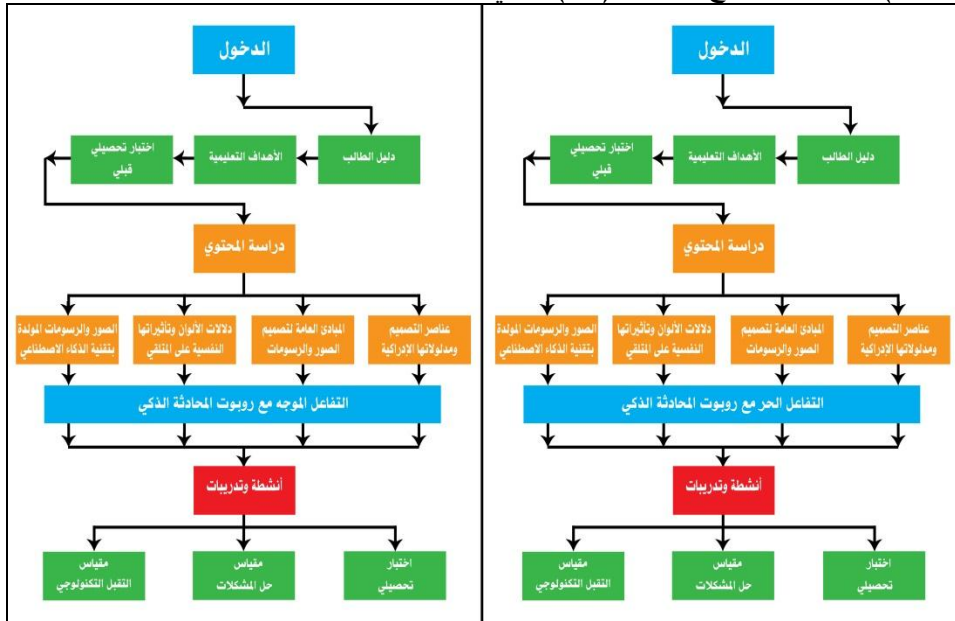 الدخول
دليل الطالب
الأهداف التعليمية
اختبار تحصيلي
قبلي
دراسة المحتوي
عناصر التصميم
ومدلولاتها الإدراكية
المبادئ العامة لتصميم
الصور والرسومات
دلالات الألوان وتأثيراتها
النفسية على المتلقي
الصور والرسومات المولدة
بتقنية الذكاء الاصطناعي
التفاعل الحر مع روبوت المحادثة الذكي
أنشطة وتدريبات
اختبار
تحصيلي
مقياس
حل المشكلات
مقياس
التقبل التكنولوجي
الدخول
دليل الطالب
الأهداف التعليمية
اختبار تحصيلي
قبلي
دراسة المحتوي
عناصر التصميم
ومدلولاتها الإدراكية
المبادئ العامة لتصميم
الصور والرسومات
دلالات الألوان وتأثيراتها
النفسية على المتلقي
الصور والرسومات المولدة
بتقنية الذكاء الاصطناعي
التفاعل الموجه مع روبوت المحادثة الذكي
أنشطة وتدريبات
اختبار
تحصيلي
مقياس
حل المشكلات
مقياس
التقبل التكنولوجي